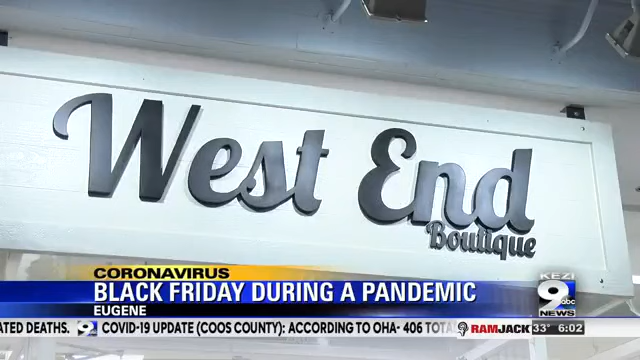 West End
Boutique
CORONAVIRUS
BLACK FRIDAY DURING A PANDEMIC
EUGENE
KEZI
9 abc
NEWS
ATED DEATHS. 9 COVID-19 UPDATE (COOS COUNTY): ACCORDING TO OHA- 406 TOTA
RAMJACK 33° 6:02